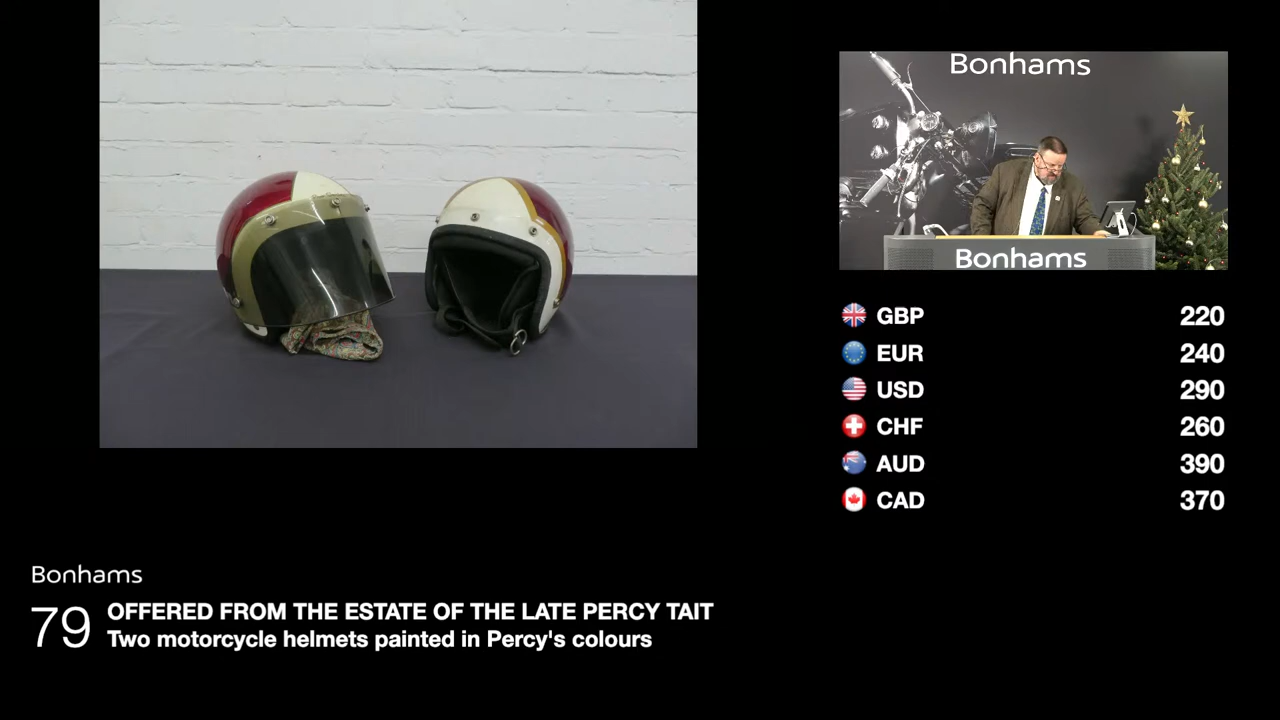 Bonhams
Bonhams
GBP 220
EUR 240
USD 290
CHF 260
AUD 390
CAD 370
Bonhams
79 OFFERED FROM THE ESTATE OF THE LATE PERCY TAIT
Two motorcycle helmets painted in Percy's colours